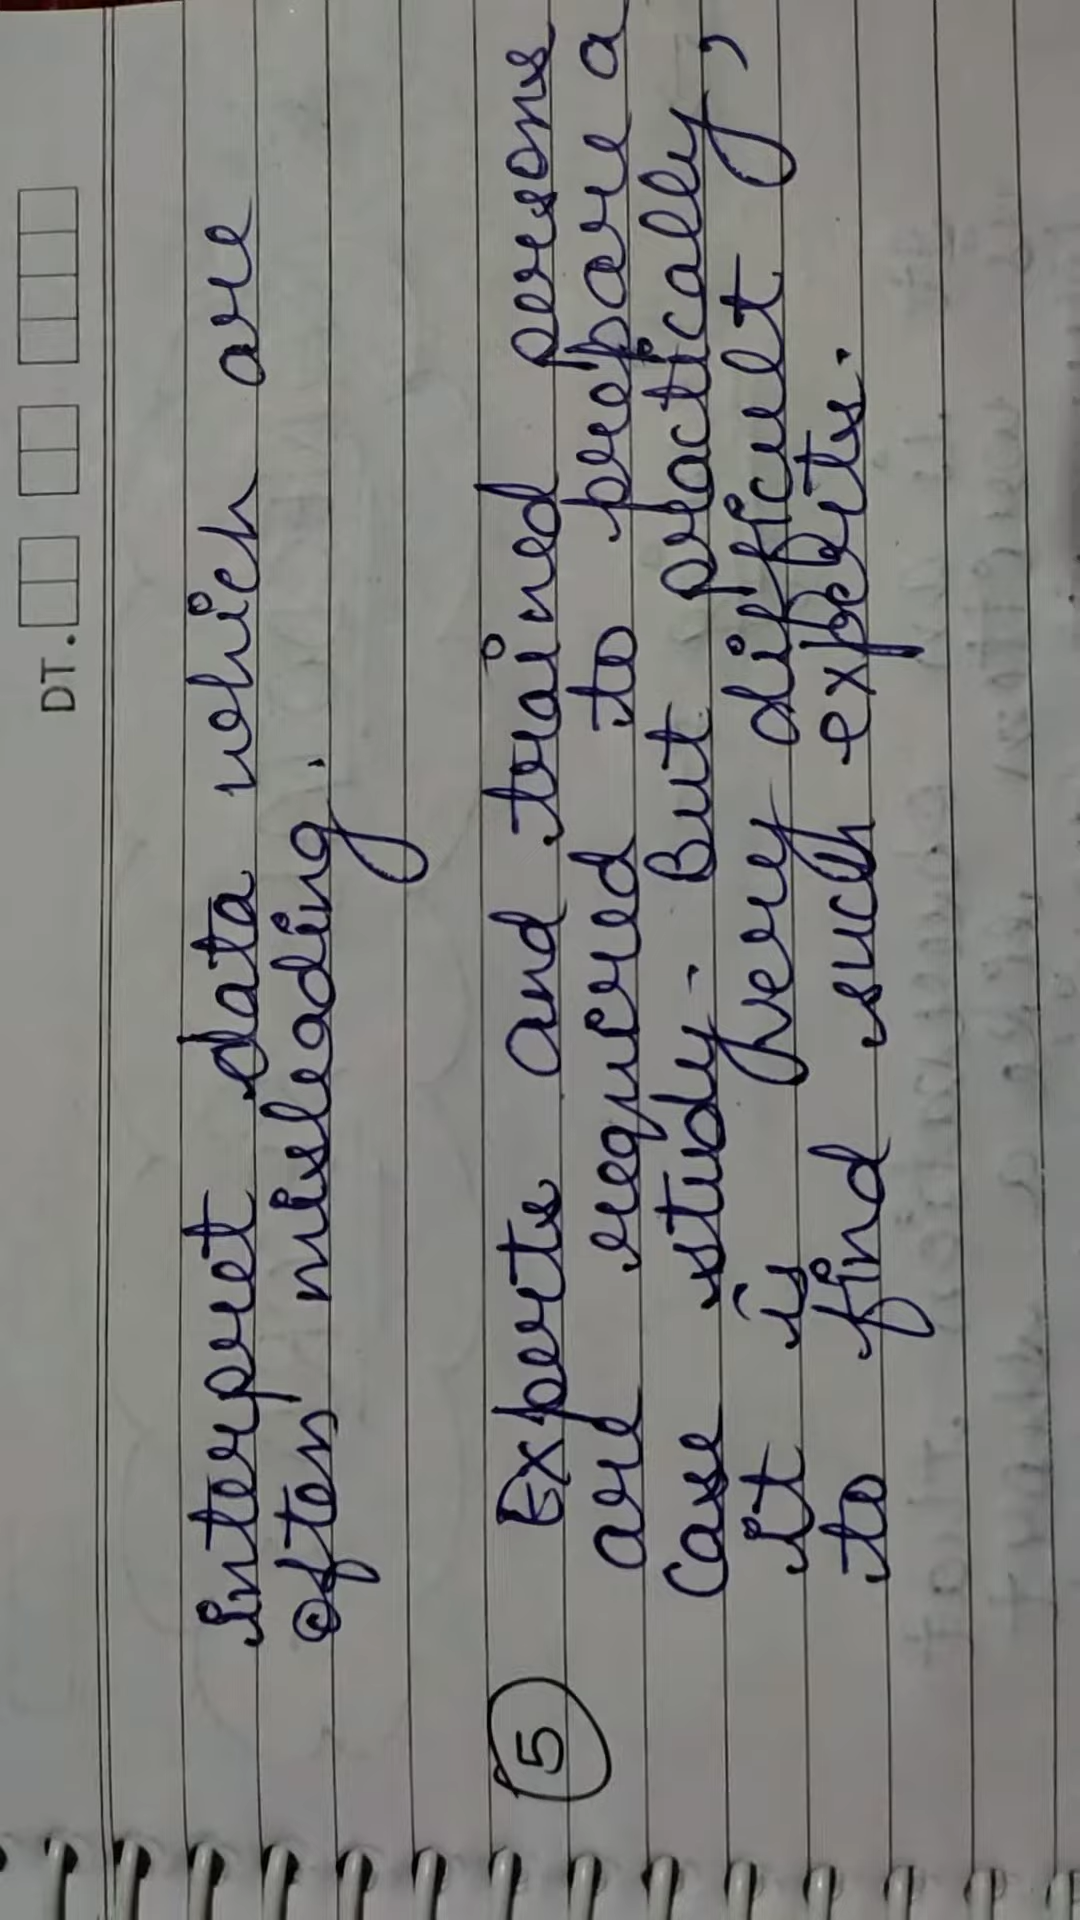 DT.
interpret data which are
often misleading.
5 Experts and trained persons
are required to prepare a
Case study. But practically,
it is very difficult
to find such experts.